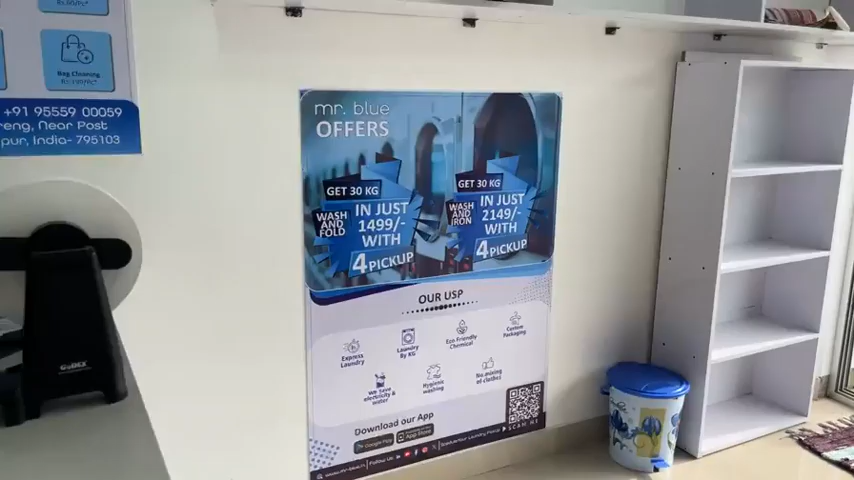 Bag Cleaning
+91 95559 00059
reng, Near Post
pur, India- 795103
GoDEX
mr. blue
OFFERS
GET 30 KG
WASH
AND
FOLD
IN JUST
1499/-
WITH
4 PICKUP
GET 30 KG
WASH
AND
IRON
IN JUST
2149/-
WITH
4 PICKUP
OUR USP
Express
Laundry
Laundry
By KG
Eco Friendly
Chemical
Custom
Packaging
We Save
electricity &
water
Hygienic
washing
No mixing
of clothes
Download our App
Google Play
App Store
SCAN ME
Follow Us